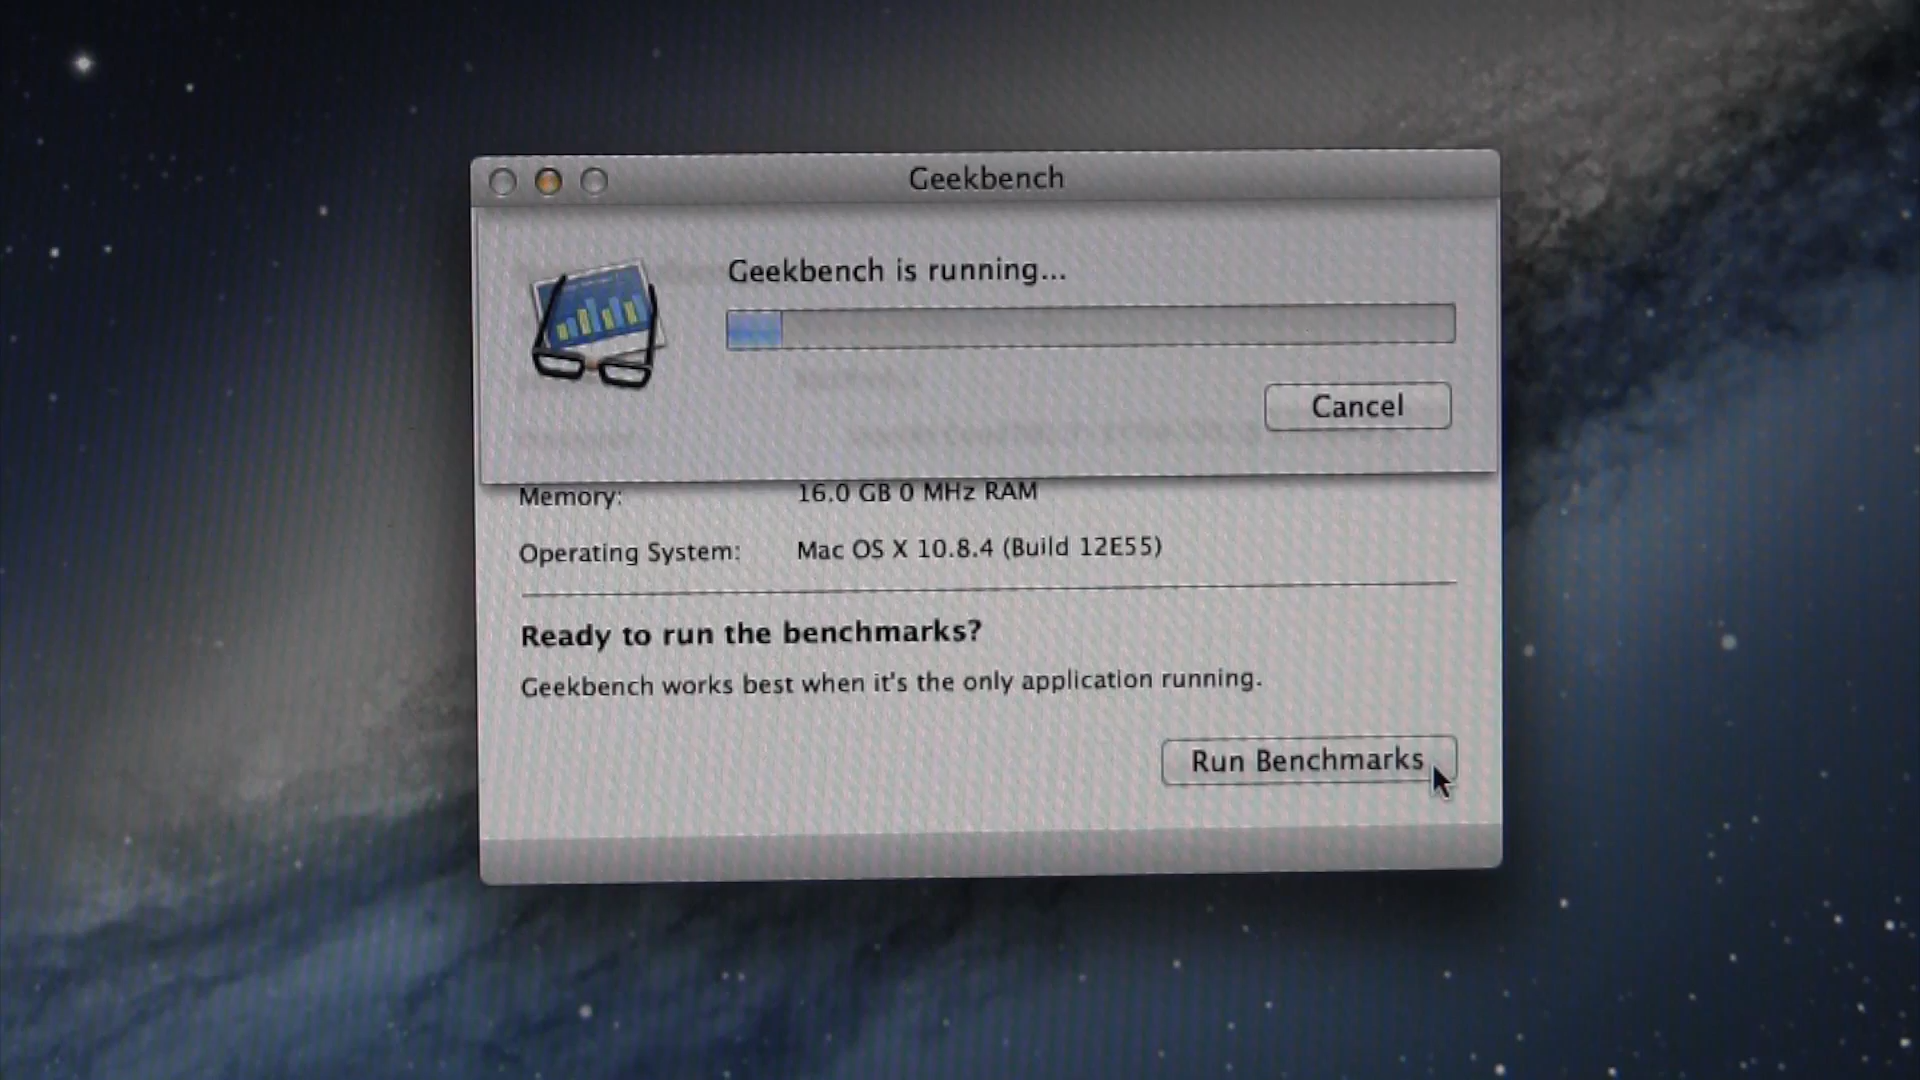 Geekbench
Geekbench is running...
Cancel
Memory: 16.0 GB 0 MHz RAM
Operating System: Mac OS X 10.8.4 (Build 12E55)
Ready to run the benchmarks?
Geekbench works best when it's the only application running.
Run Benchmarks